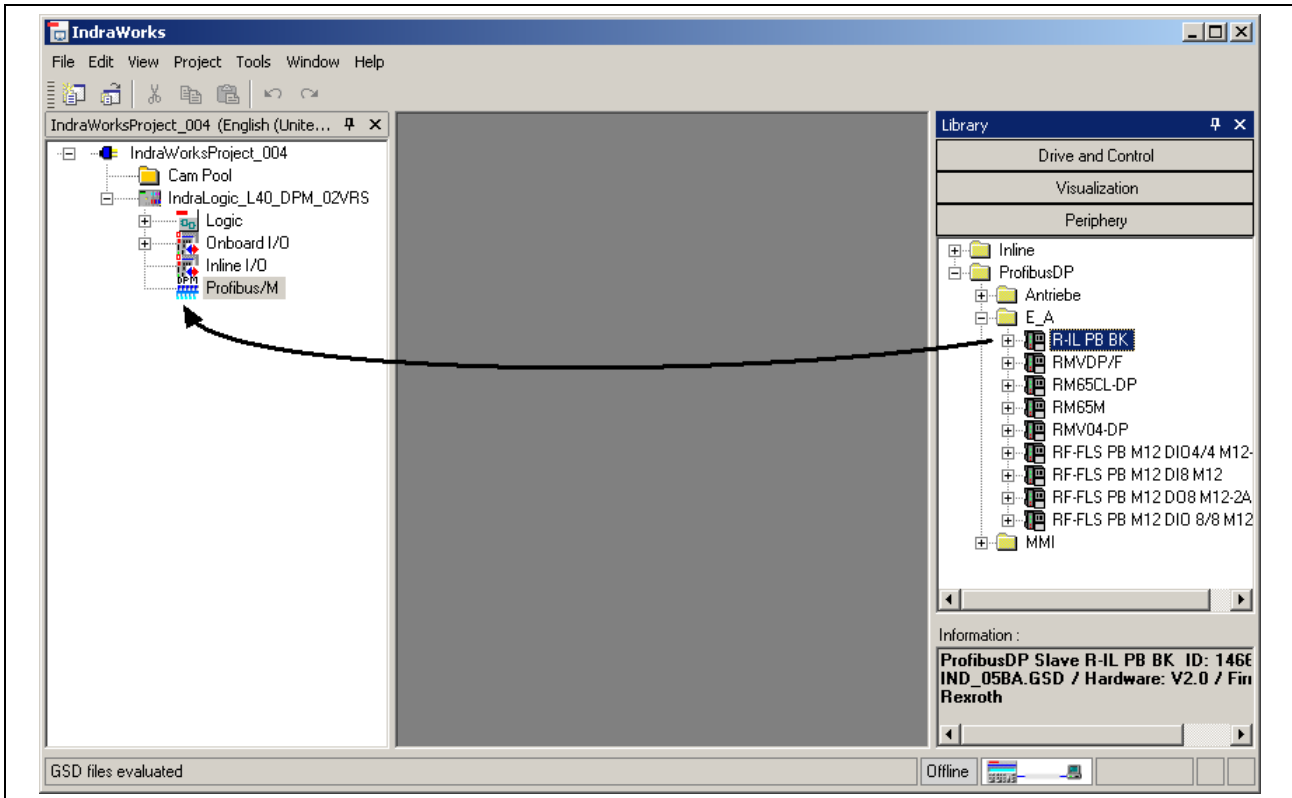 IndraWorks
File Edit View Project Tools Window Help
IndraWorksProject_004 (English (Unite...
IndraWorksProject_004
Cam Pool
IndraLogic_L40_DPM_02VRS
Logic
Onboard I/O
Inline I/O
DPM
Profibus/M
Library
Drive and Control
Visualization
Periphery
Inline
ProfibusDP
Antriebe
E_A
R-IL PB BK
RMVDP/F
RM65CL-DP
RM65M
RMV04-DP
RF-FLS PB M12 DIO4/4 M12-
RF-FLS PB M12 DI8 M12
RF-FLS PB M12 DO8 M12-2A
RF-FLS PB M12 DIO 8/8 M12
MMI
Information :
ProfibusDP Slave R-IL PB BK ID: 1466
IND_05BA.GSD / Hardware: V2.0 / Firm
Rexroth
GSD files evaluated
Offline